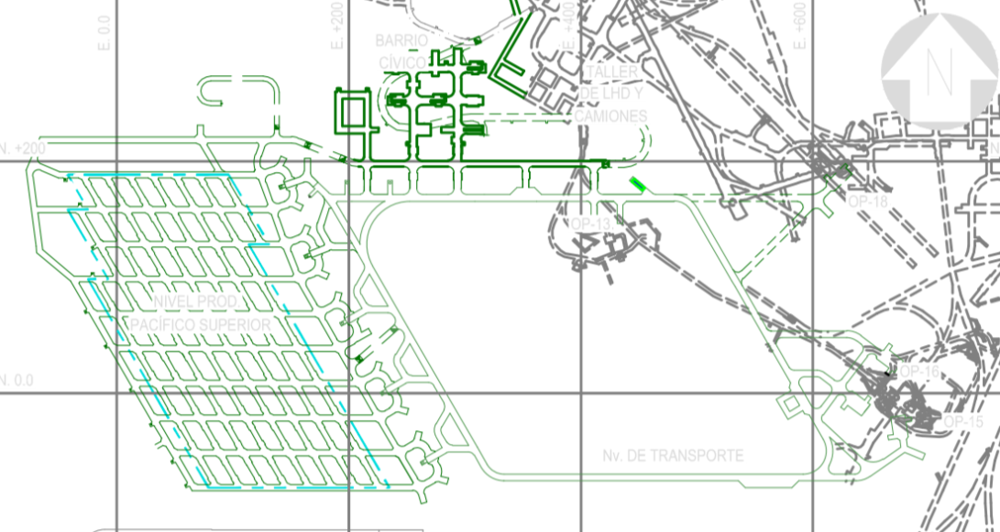 E. 0.0
E. +200
E. +400
E. +600
N
BARRIO
CÍVICO
TALLER
DE LHD Y
CAMIONES
N. +200
N
OP-18
OP-13
NIVEL PROD.
PACÍFICO SUPERIOR
N. 0.0
OP-16
OP-15
Nv. DE TRANSPORTE